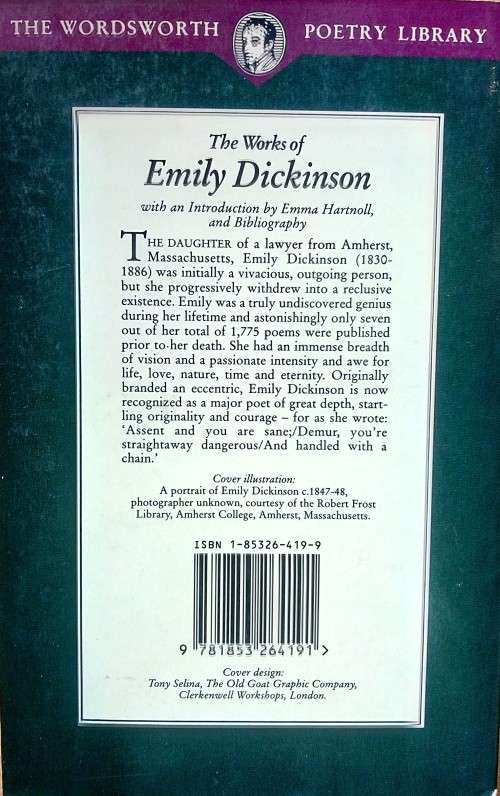 THE WORDSWORTH POETRY LIBRARY
The Works of
Emily Dickinson
with an Introduction by Emma Hartnoll,
and Bibliography
THE DAUGHTER of a lawyer from Amherst,
Massachusetts, Emily Dickinson (1830-
1886) was initially a vivacious, outgoing person,
but she progressively withdrew into a reclusive
existence. Emily was a truly undiscovered genius
during her lifetime and astonishingly only seven
out of her total of 1,775 poems were published
prior to her death. She had an immense breadth
of vision and a passionate intensity and awe for
life, love, nature, time and eternity. Originally
branded an eccentric, Emily Dickinson is now
recognized as a major poet of great depth, start-
ling originality and courage – for as she wrote:
‘Assent and you are sane;/Demur, you’re
straightaway dangerous/And handled with a
chain.’
Cover illustration:
A portrait of Emily Dickinson c.1847-48,
photographer unknown, courtesy of the Robert Frost
Library, Amherst College, Amherst, Massachusetts.
ISBN 1-85326-419-9
9 781853 264191 >
Cover design:
Tony Selina, The Old Goat Graphic Company,
Clerkenwell Workshops, London.